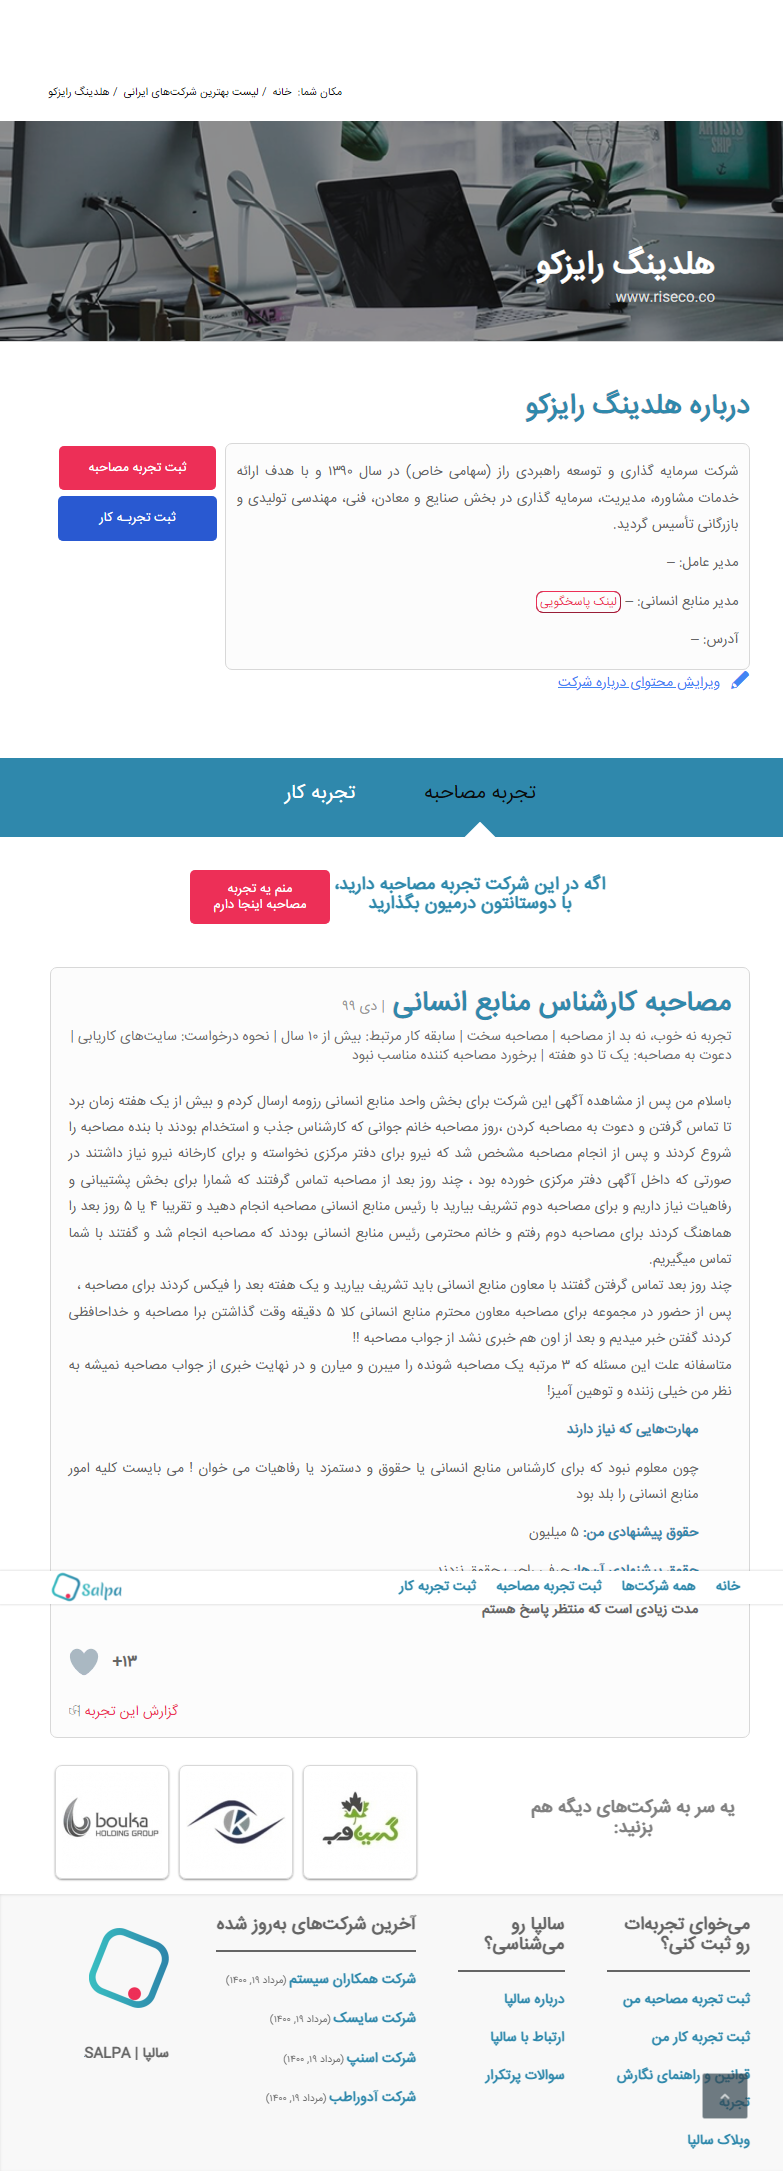 مکان شما: خانه / لیست بهترین شرکت‌های ایرانی / هلدینگ رایزکو
ARTISTS
SHIP
هلدینگ رایزکو
www.riseco.co
درباره هلدینگ رایزکو
شرکت سرمایه گذاری و توسعه راهبردی راز (سهامی خاص) در سال ۱۳۹۰ و با هدف ارائه
خدمات مشاوره، مدیریت، سرمایه گذاری در بخش صنایع و معادن، فنی، مهندسی تولیدی و
بازرگانی تأسیس گردید.
مدیر عامل: –
مدیر منابع انسانی: – لینک پاسخگویی
آدرس: –
ویرایش محتوای درباره شرکت
ثبت تجربه مصاحبه
ثبت تجربـه کار
تجربه مصاحبه
تجربه کار
اگه در این شرکت تجربه مصاحبه دارید،
با دوستانتون درمیون بگذارید
منم یه تجربه
مصاحبه اینجا دارم
مصاحبه کارشناس منابع انسانی | دی ۹۹
تجربه نه خوب، نه بد از مصاحبه | مصاحبه سخت | سابقه کار مرتبط: بیش از ۱۰ سال | نحوه درخواست: سایت‌های کاریابی |
دعوت به مصاحبه: یک تا دو هفته | برخورد مصاحبه کننده مناسب نبود
باسلام من پس از مشاهده آگهی این شرکت برای بخش واحد منابع انسانی رزومه ارسال کردم و بیش از یک هفته زمان برد
تا تماس گرفتن و دعوت به مصاحبه کردن ،روز مصاحبه خانم جوانی که کارشناس جذب و استخدام بودند با بنده مصاحبه را
شروع کردند و پس از انجام مصاحبه مشخص شد که نیرو برای دفتر مرکزی نخواسته و برای کارخانه نیرو نیاز داشتند در
صورتی که داخل آگهی دفتر مرکزی خورده بود ، چند روز بعد از مصاحبه تماس گرفتند که شمارا برای بخش پشتیبانی و
رفاهیات نیاز داریم و برای مصاحبه دوم تشریف بیارید با رئیس منابع انسانی مصاحبه انجام دهید و تقریبا ۴ یا ۵ روز بعد را
هماهنگ کردند برای مصاحبه دوم رفتم و خانم محترمی رئیس منابع انسانی بودند که مصاحبه انجام شد و گفتند با شما
تماس میگیریم.
چند روز بعد تماس گرفتن گفتند با معاون منابع انسانی باید تشریف بیارید و یک هفته بعد را فیکس کردند برای مصاحبه ،
پس از حضور در مجموعه برای مصاحبه معاون محترم منابع انسانی کلا ۵ دقیقه وقت گذاشتن برا مصاحبه و خداحافظی
کردند گفتن خبر میدیم و بعد از اون هم خبری نشد از جواب مصاحبه !!
متاسفانه علت این مسئله که ۳ مرتبه یک مصاحبه شونده را میبرن و میارن و در نهایت خبری از جواب مصاحبه نمیشه به
نظر من خیلی زننده و توهین آمیز!
مهارت‌هایی که نیاز دارند
چون معلوم نبود که برای کارشناس منابع انسانی یا حقوق و دستمزد یا رفاهیات می خوان ! می بایست کلیه امور
منابع انسانی را بلد بود
حقوق پیشنهادی من: ۵ میلیون
خانه همه شرکت‌ها ثبت تجربه مصاحبه ثبت تجربه کار
Salpa
مدت زیادی است که منتظر پاسخ هستم
+۱۳
گزارش این تجربه
یه سر به شرکت‌های دیگه هم
بزنید:
گرین‌وب
K
bouka
HOLDING GROUP
می‌خوای تجربه‌ات
رو ثبت کنی؟
ثبت تجربه مصاحبه من
ثبت تجربه کار من
قوانین و راهنمای نگارش
تجربه
وبلاگ سالپا
سالپا رو
می‌شناسی؟
درباره سالپا
ارتباط با سالپا
سوالات پرتکرار
آخرین شرکت‌های به‌روز شده
شرکت همکاران سیستم (مرداد ۱۹, ۱۴۰۰)
شرکت سایسک (مرداد ۱۹, ۱۴۰۰)
شرکت اسنپ (مرداد ۱۹, ۱۴۰۰)
شرکت آدوراطب (مرداد ۱۹, ۱۴۰۰)
سالپا | SALPA